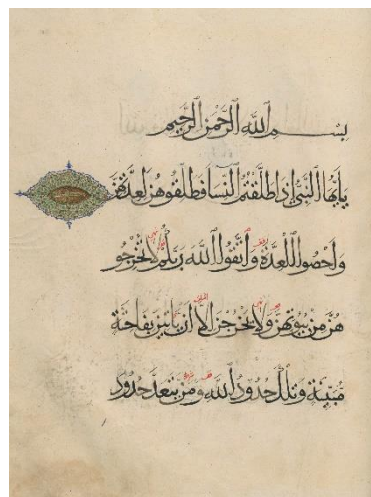 بسم الله الرحمن الرحيم
يايها النبي اذا طلقتم النسا فطلقوهن لعدتهن
واحصوا العدة واتقوا الله ربكم لا تخرجو
هن من بيوتهن ولا يخرجن الا ان ياتين بفاحشة
مبينة وتلك حدود الله ومن يتعد حدود